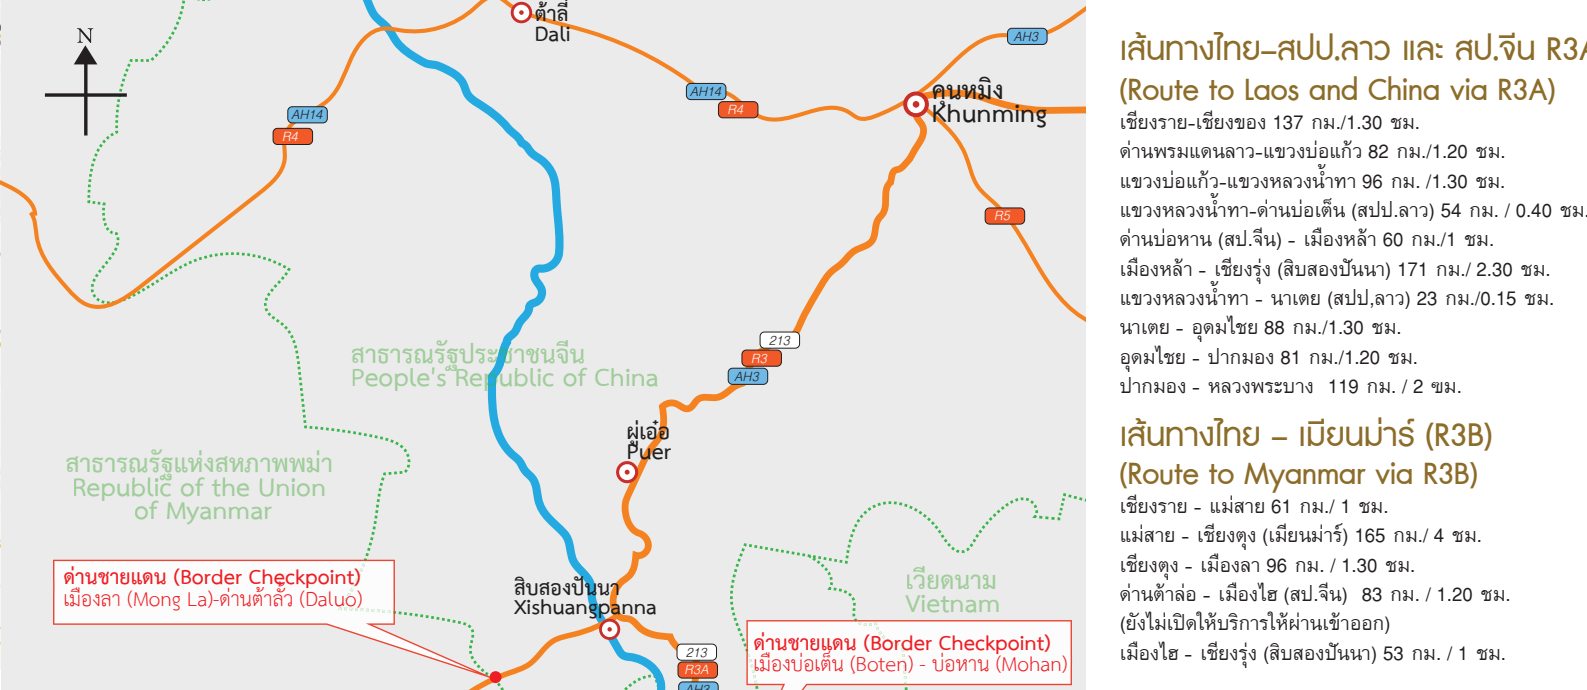 N
ต้าลี่
Dali
AH3
AH14
R4
คุนหมิง
Khunming
AH14
R4
R5
213
R3
AH3
สาธารณรัฐประชาชนจีน
People's Republic of China
ผู่เอ๋อ
Puer
สาธารณรัฐแห่งสหภาพพม่า
Republic of the Union
of Myanmar
ด่านชายแดน (Border Checkpoint)
เมืองลา (Mong La)-ด่านต้าลั๊ว (Daluo)
สิบสองปันนา
Xishuangpanna
เวียดนาม
Vietnam
ด่านชายแดน (Border Checkpoint)
เมืองบ่อเต็น (Boten) - บ่อหาน (Mohan)
213
R3A
AH3
เส้นทางไทย-สปป.ลาว และ สป.จีน R3A
(Route to Laos and China via R3A)
เชียงราย-เชียงของ 137 กม./1.30 ชม.
ด่านพรมแดนลาว-แขวงบ่อแก้ว 82 กม./1.20 ชม.
แขวงบ่อแก้ว-แขวงหลวงน้ำทา 96 กม. /1.30 ชม.
แขวงหลวงน้ำทา-ด่านบ่อเต็น (สปป.ลาว) 54 กม. / 0.40 ชม.
ด่านบ่อหาน (สป.จีน) - เมืองหล้า 60 กม./1 ชม.
เมืองหล้า - เชียงรุ่ง (สิบสองปันนา) 171 กม./ 2.30 ชม.
แขวงหลวงน้ำทา - นาเตย (สปป,ลาว) 23 กม./0.15 ชม.
นาเตย - อุดมไชย 88 กม./1.30 ชม.
อุดมไชย - ปากมอง 81 กม./1.20 ชม.
ปากมอง - หลวงพระบาง 119 กม. / 2 ฃม.
เส้นทางไทย - เมียนม่าร์ (R3B)
(Route to Myanmar via R3B)
เชียงราย - แม่สาย 61 กม./ 1 ชม.
แม่สาย - เชียงตุง (เมียนม่าร์) 165 กม./ 4 ชม.
เชียงตุง - เมืองลา 96 กม. / 1.30 ชม.
ด่านต้าล่อ - เมืองไฮ (สป.จีน) 83 กม. / 1.20 ชม.
(ยังไม่เปิดให้บริการให้ผ่านเข้าออก)
เมืองไฮ - เชียงรุ่ง (สิบสองปันนา) 53 กม. / 1 ชม.